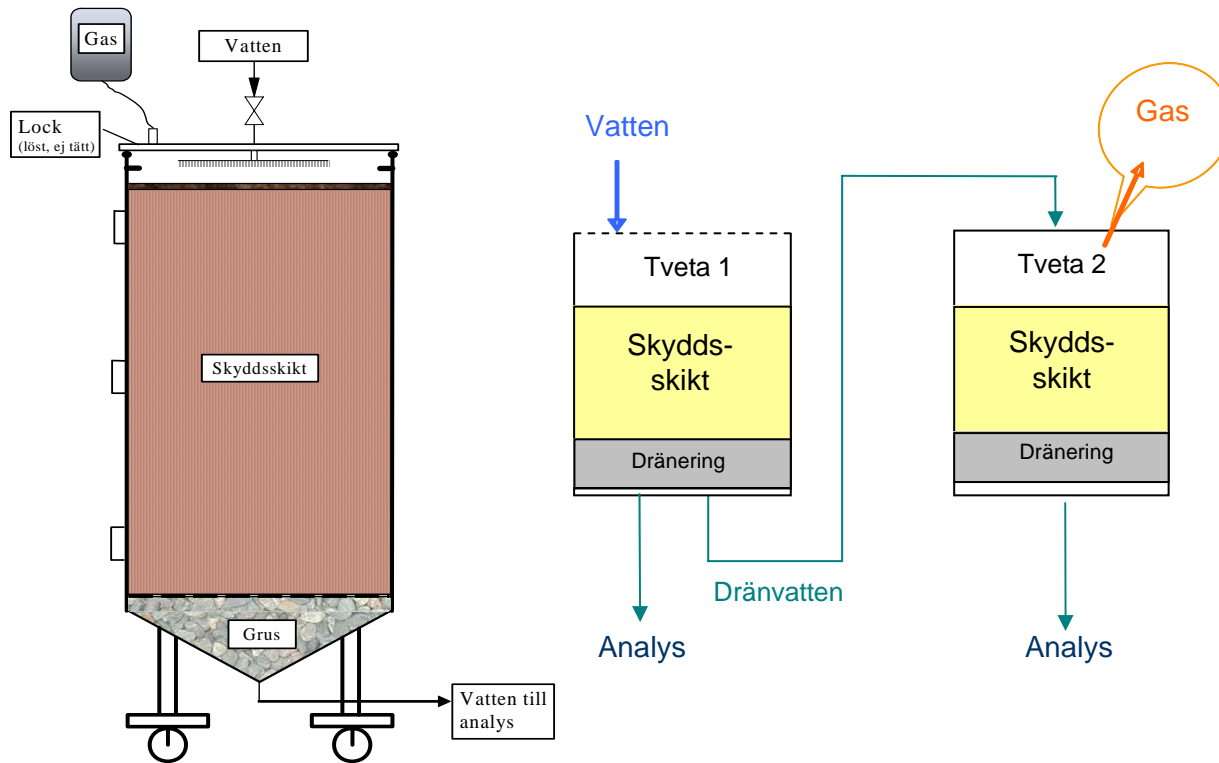 Gas
Vatten
Lock
(löst, ej tätt)
Skyddsskikt
Grus
Vatten till
analys
Vatten
Gas
Tveta 1
Skydds-
skikt
Dränering
Tveta 2
Skydds-
skikt
Dränering
Dränvatten
Analys
Analys